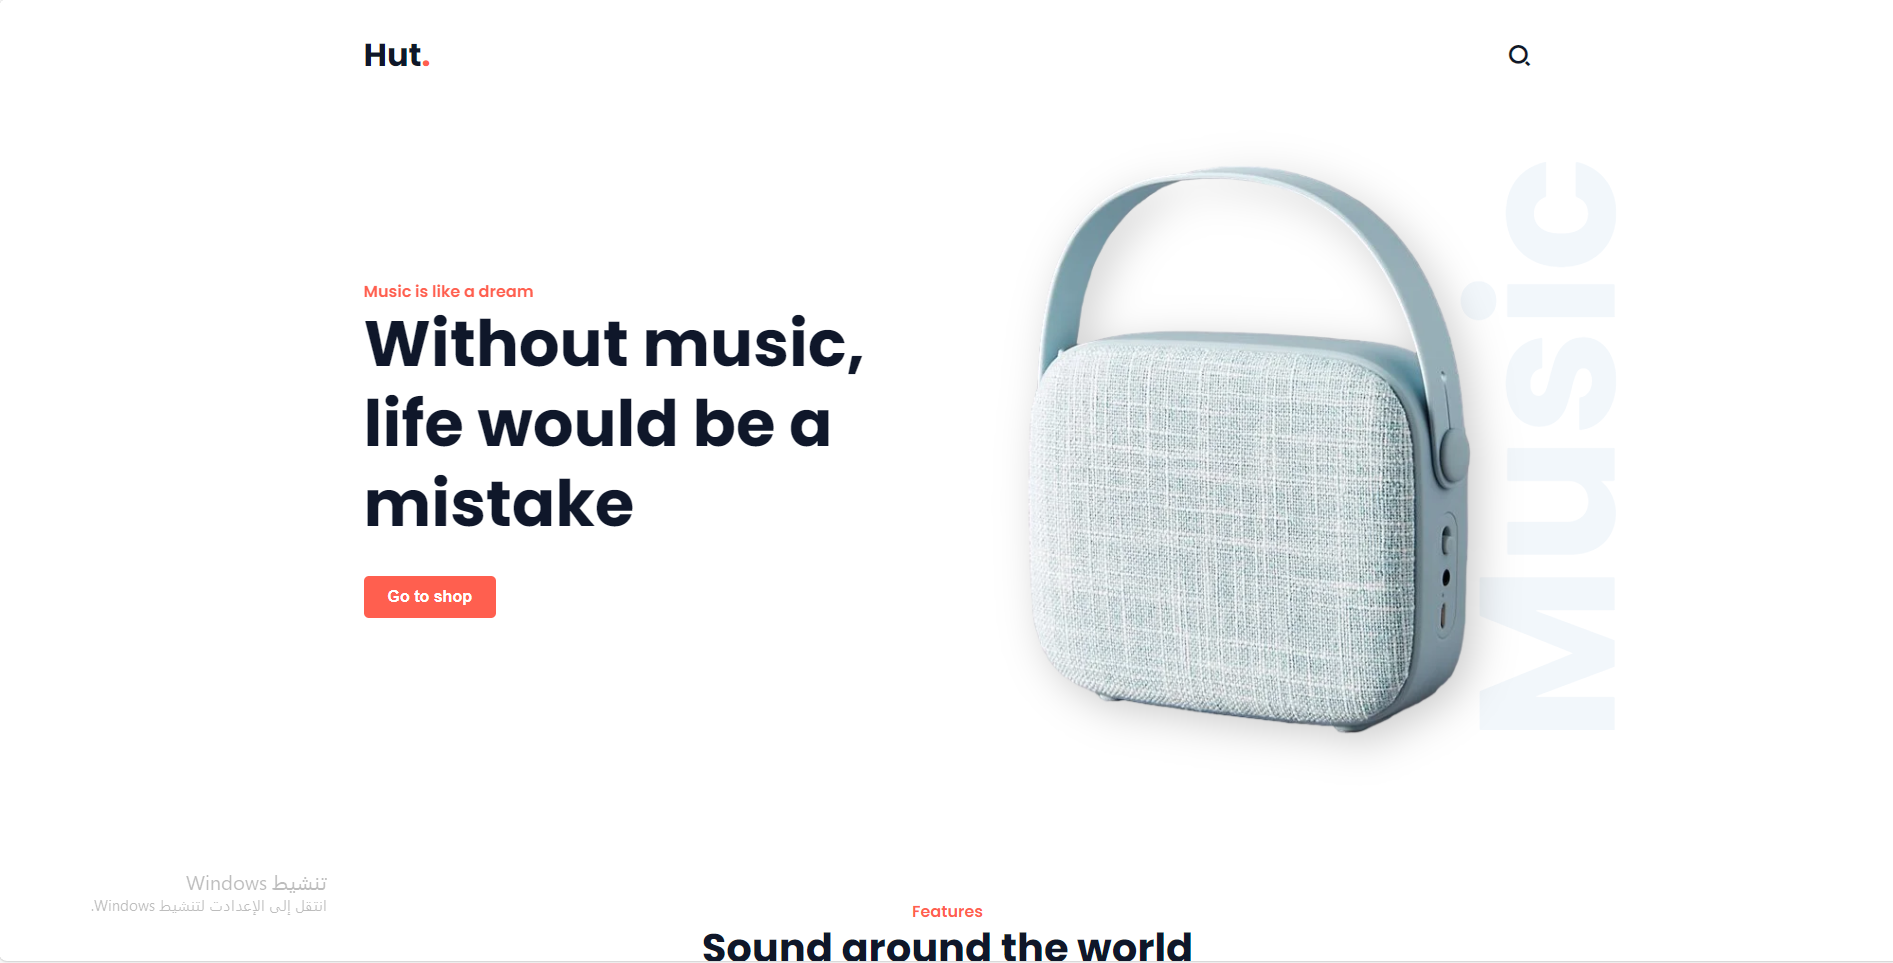 Hut.
Music is like a dream
Without music,
life would be a
mistake
Go to shop
Music
تنشيط Windows
انتقل إلى الإعدادت لتنشيط Windows.
Features
Sound around the world